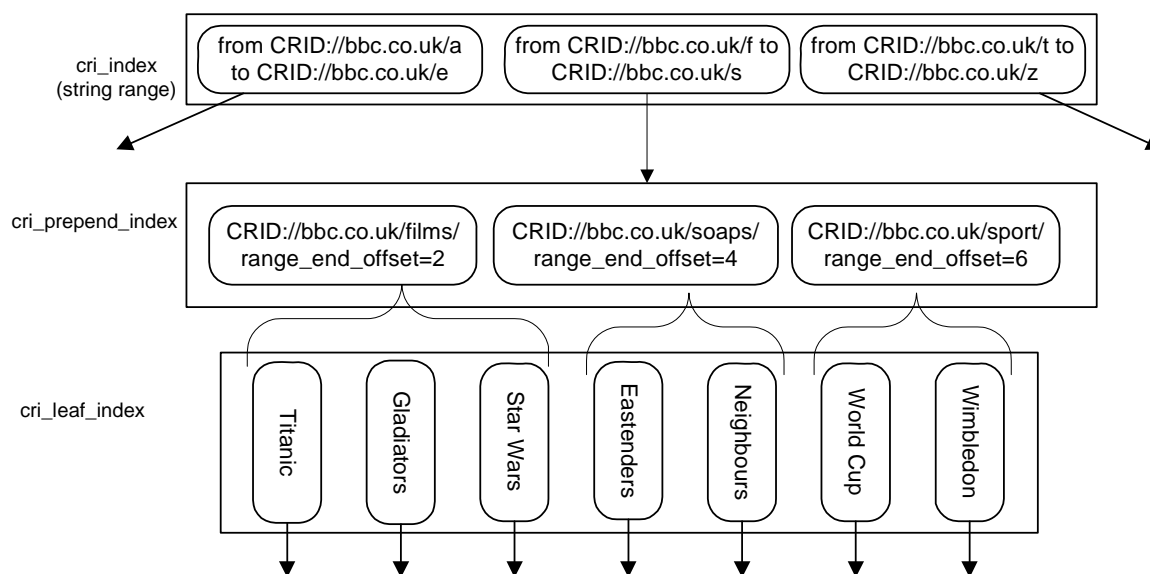 cri_index
(string range)
from CRID://bbc.co.uk/a
to CRID://bbc.co.uk/e
from CRID://bbc.co.uk/f to
CRID://bbc.co.uk/s
from CRID://bbc.co.uk/t to
CRID://bbc.co.uk/z
cri_prepend_index
CRID://bbc.co.uk/films/
range_end_offset=2
CRID://bbc.co.uk/soaps/
range_end_offset=4
CRID://bbc.co.uk/sport/
range_end_offset=6
cri_leaf_index
Titanic
Gladiators
Star Wars
Eastenders
Neighbours
World Cup
Wimbledon